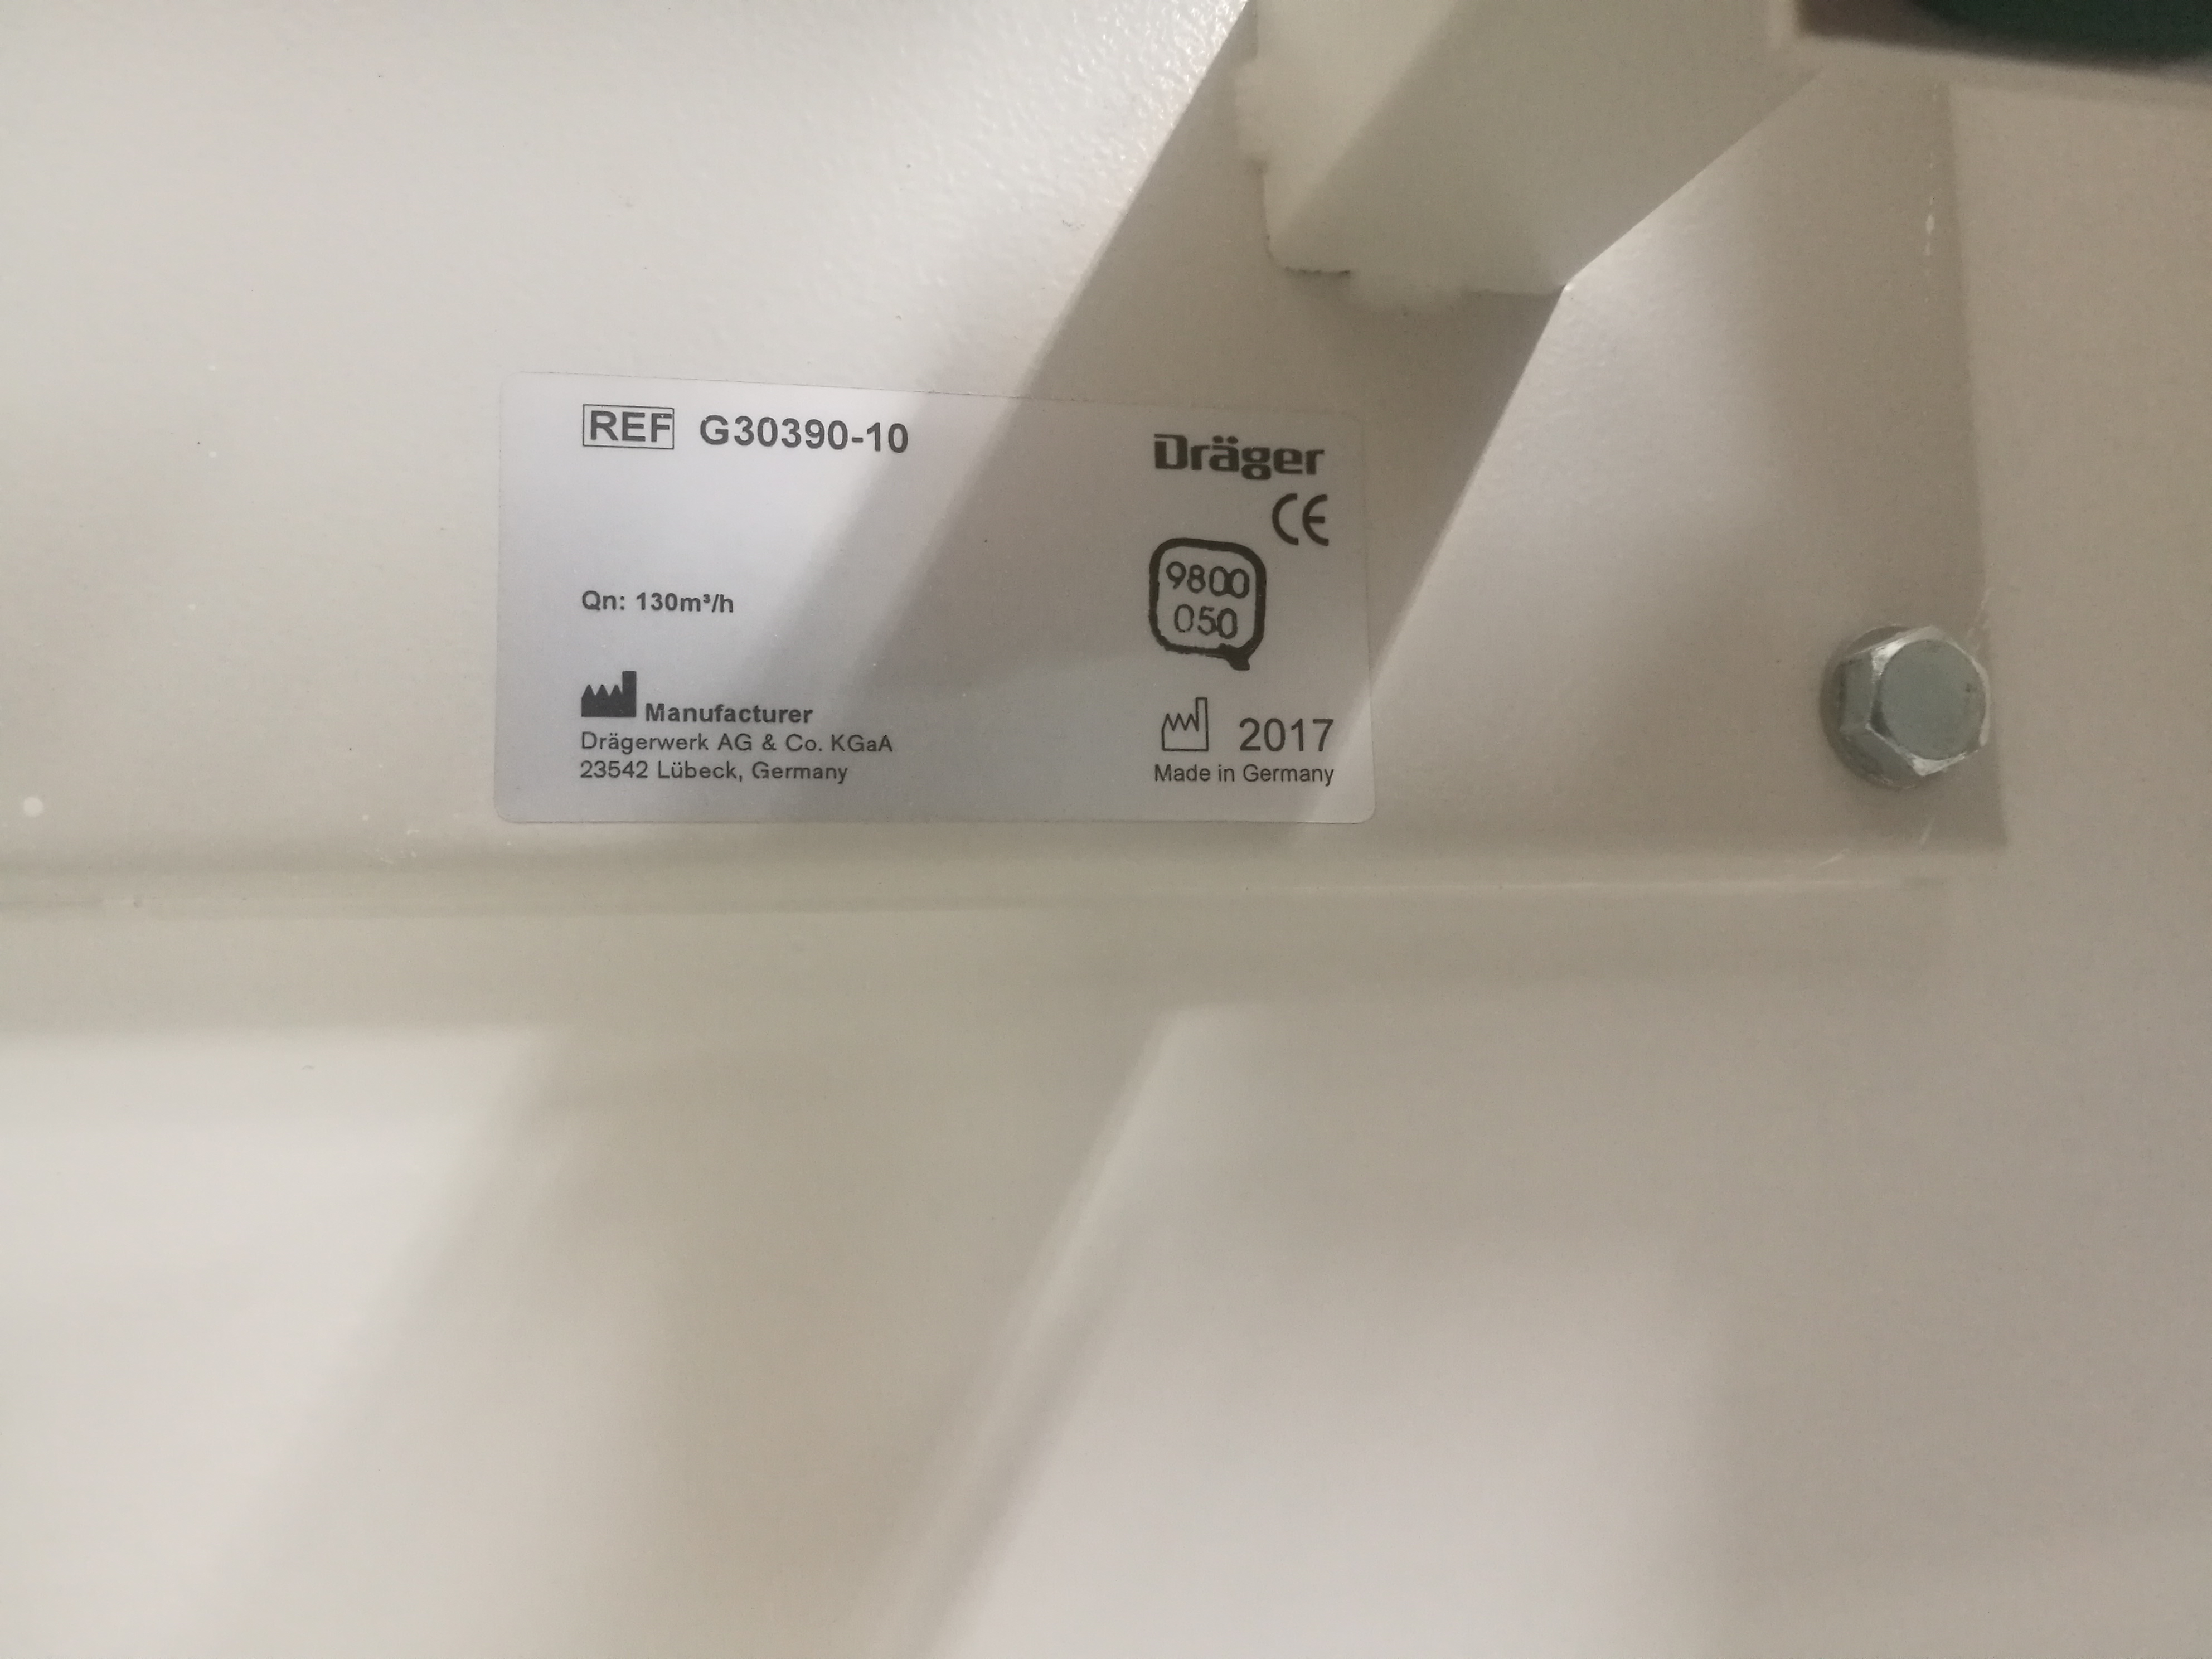 REF G30390-10
Dräger
CE
9800
050
Qn: 130m³/h
Manufacturer
Drägerwerk AG & Co. KGaA
23542 Lübeck, Germany
2017
Made in Germany